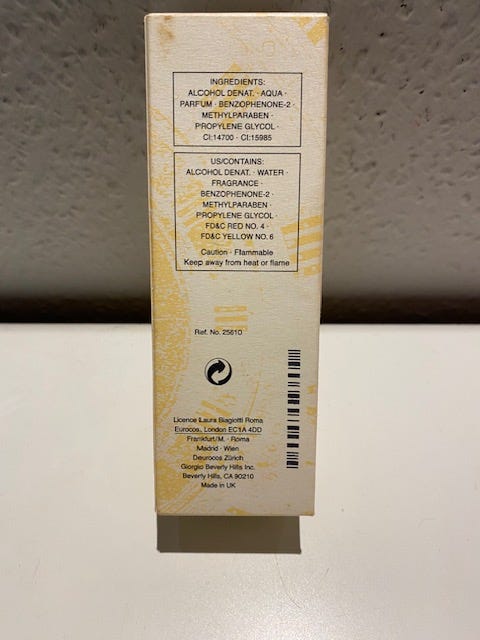 INGREDIENTS:
ALCOHOL DENAT. · AQUA ·
PARFUM · BENZOPHENONE-2 ·
METHYLPARABEN ·
PROPYLENE GLYCOL ·
CI:14700 · CI:15985
US/CONTAINS:
ALCOHOL DENAT. · WATER ·
FRAGRANCE ·
BENZOPHENONE-2 ·
METHYLPARABEN ·
PROPYLENE GLYCOL ·
FD&C RED NO. 4 ·
FD&C YELLOW NO. 6
Caution · Flammable
Keep away from heat or flame
Ref. No. 25610
Licence Laura Biagiotti Roma
Eurocos, London EC1A 4DD
Frankfurt/M. · Roma
Madrid · Wien
Deurocos Zürich
Giorgio Beverly Hills Inc.
Beverly Hills, CA 90210
Made in UK